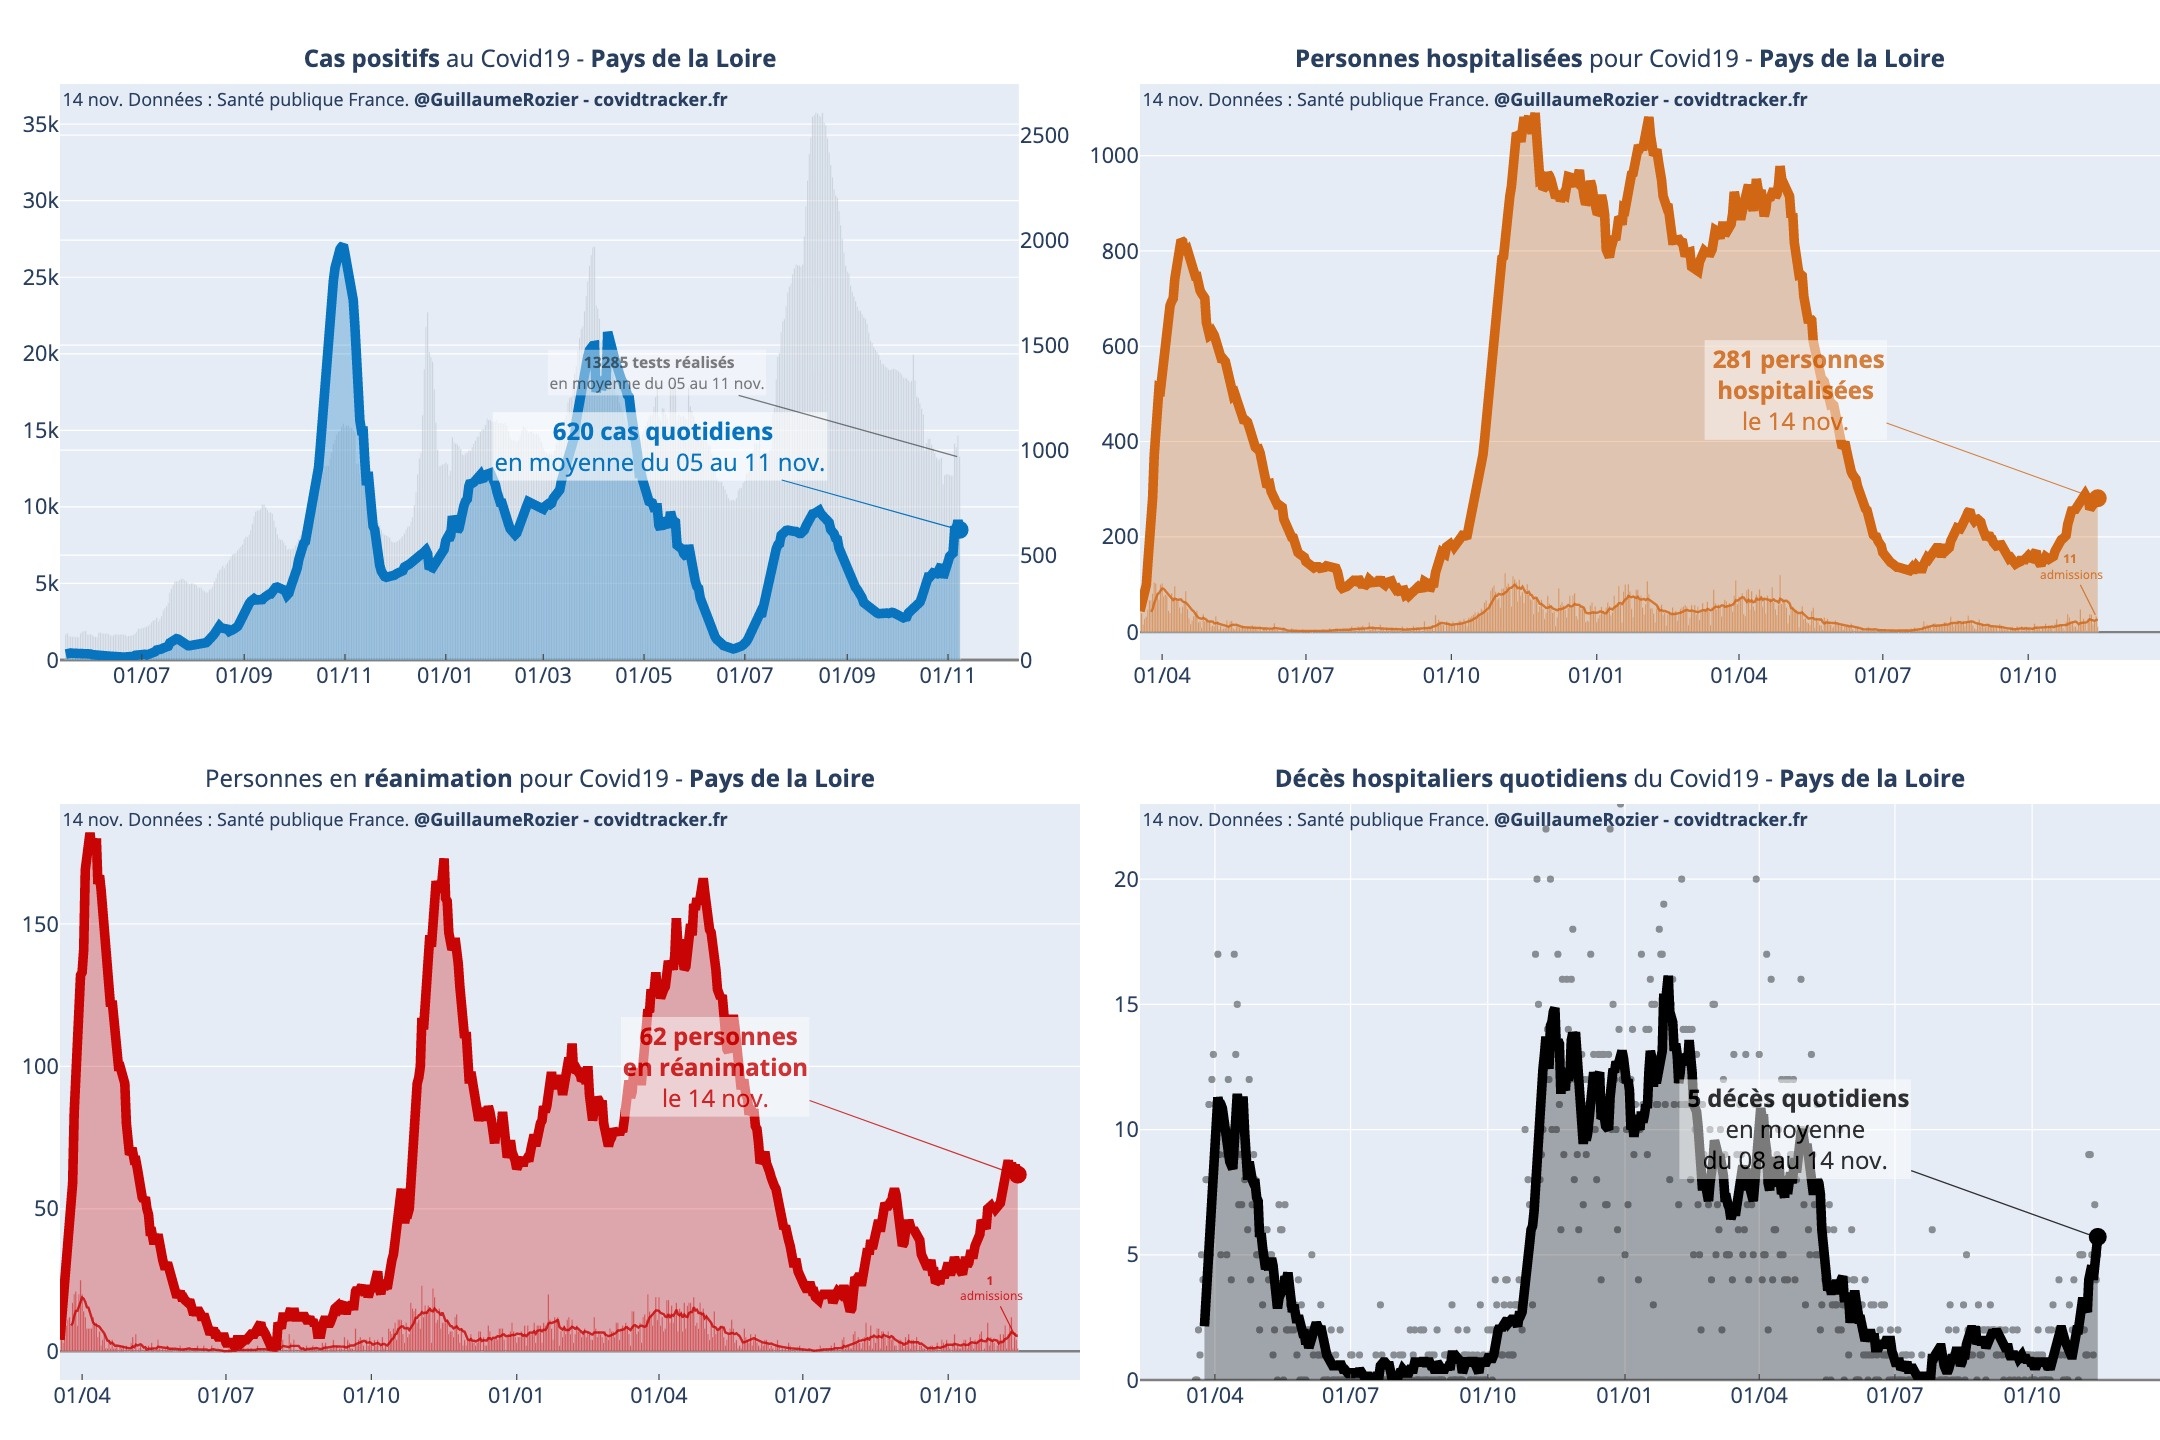 Cas positifs au Covid19 - Pays de la Loire
14 nov. Données : Santé publique France. @GuillaumeRozier - covidtracker.fr
35k
30k
25k
20k
15k
10k
5k
0
2500
2000
1500
1000
500
0
13285 tests réalisés
en moyenne du 05 au 11 nov.
620 cas quotidiens
en moyenne du 05 au 11 nov.
01/07 01/09 01/11 01/01 01/03 01/05 01/07 01/09 01/11
Personnes hospitalisées pour Covid19 - Pays de la Loire
14 nov. Données : Santé publique France. @GuillaumeRozier - covidtracker.fr
1000
800
600
400
200
0
281 personnes
hospitalisées
le 14 nov.
11
admissions
01/04 01/07 01/10 01/01 01/04 01/07 01/10
Personnes en réanimation pour Covid19 - Pays de la Loire
14 nov. Données : Santé publique France. @GuillaumeRozier - covidtracker.fr
150
100
50
0
62 personnes
en réanimation
le 14 nov.
1
admissions
01/04 01/07 01/10 01/01 01/04 01/07 01/10
Décès hospitaliers quotidiens du Covid19 - Pays de la Loire
14 nov. Données : Santé publique France. @GuillaumeRozier - covidtracker.fr
20
15
10
5
0
5 décès quotidiens
en moyenne
du 08 au 14 nov.
01/04 01/07 01/10 01/01 01/04 01/07 01/10